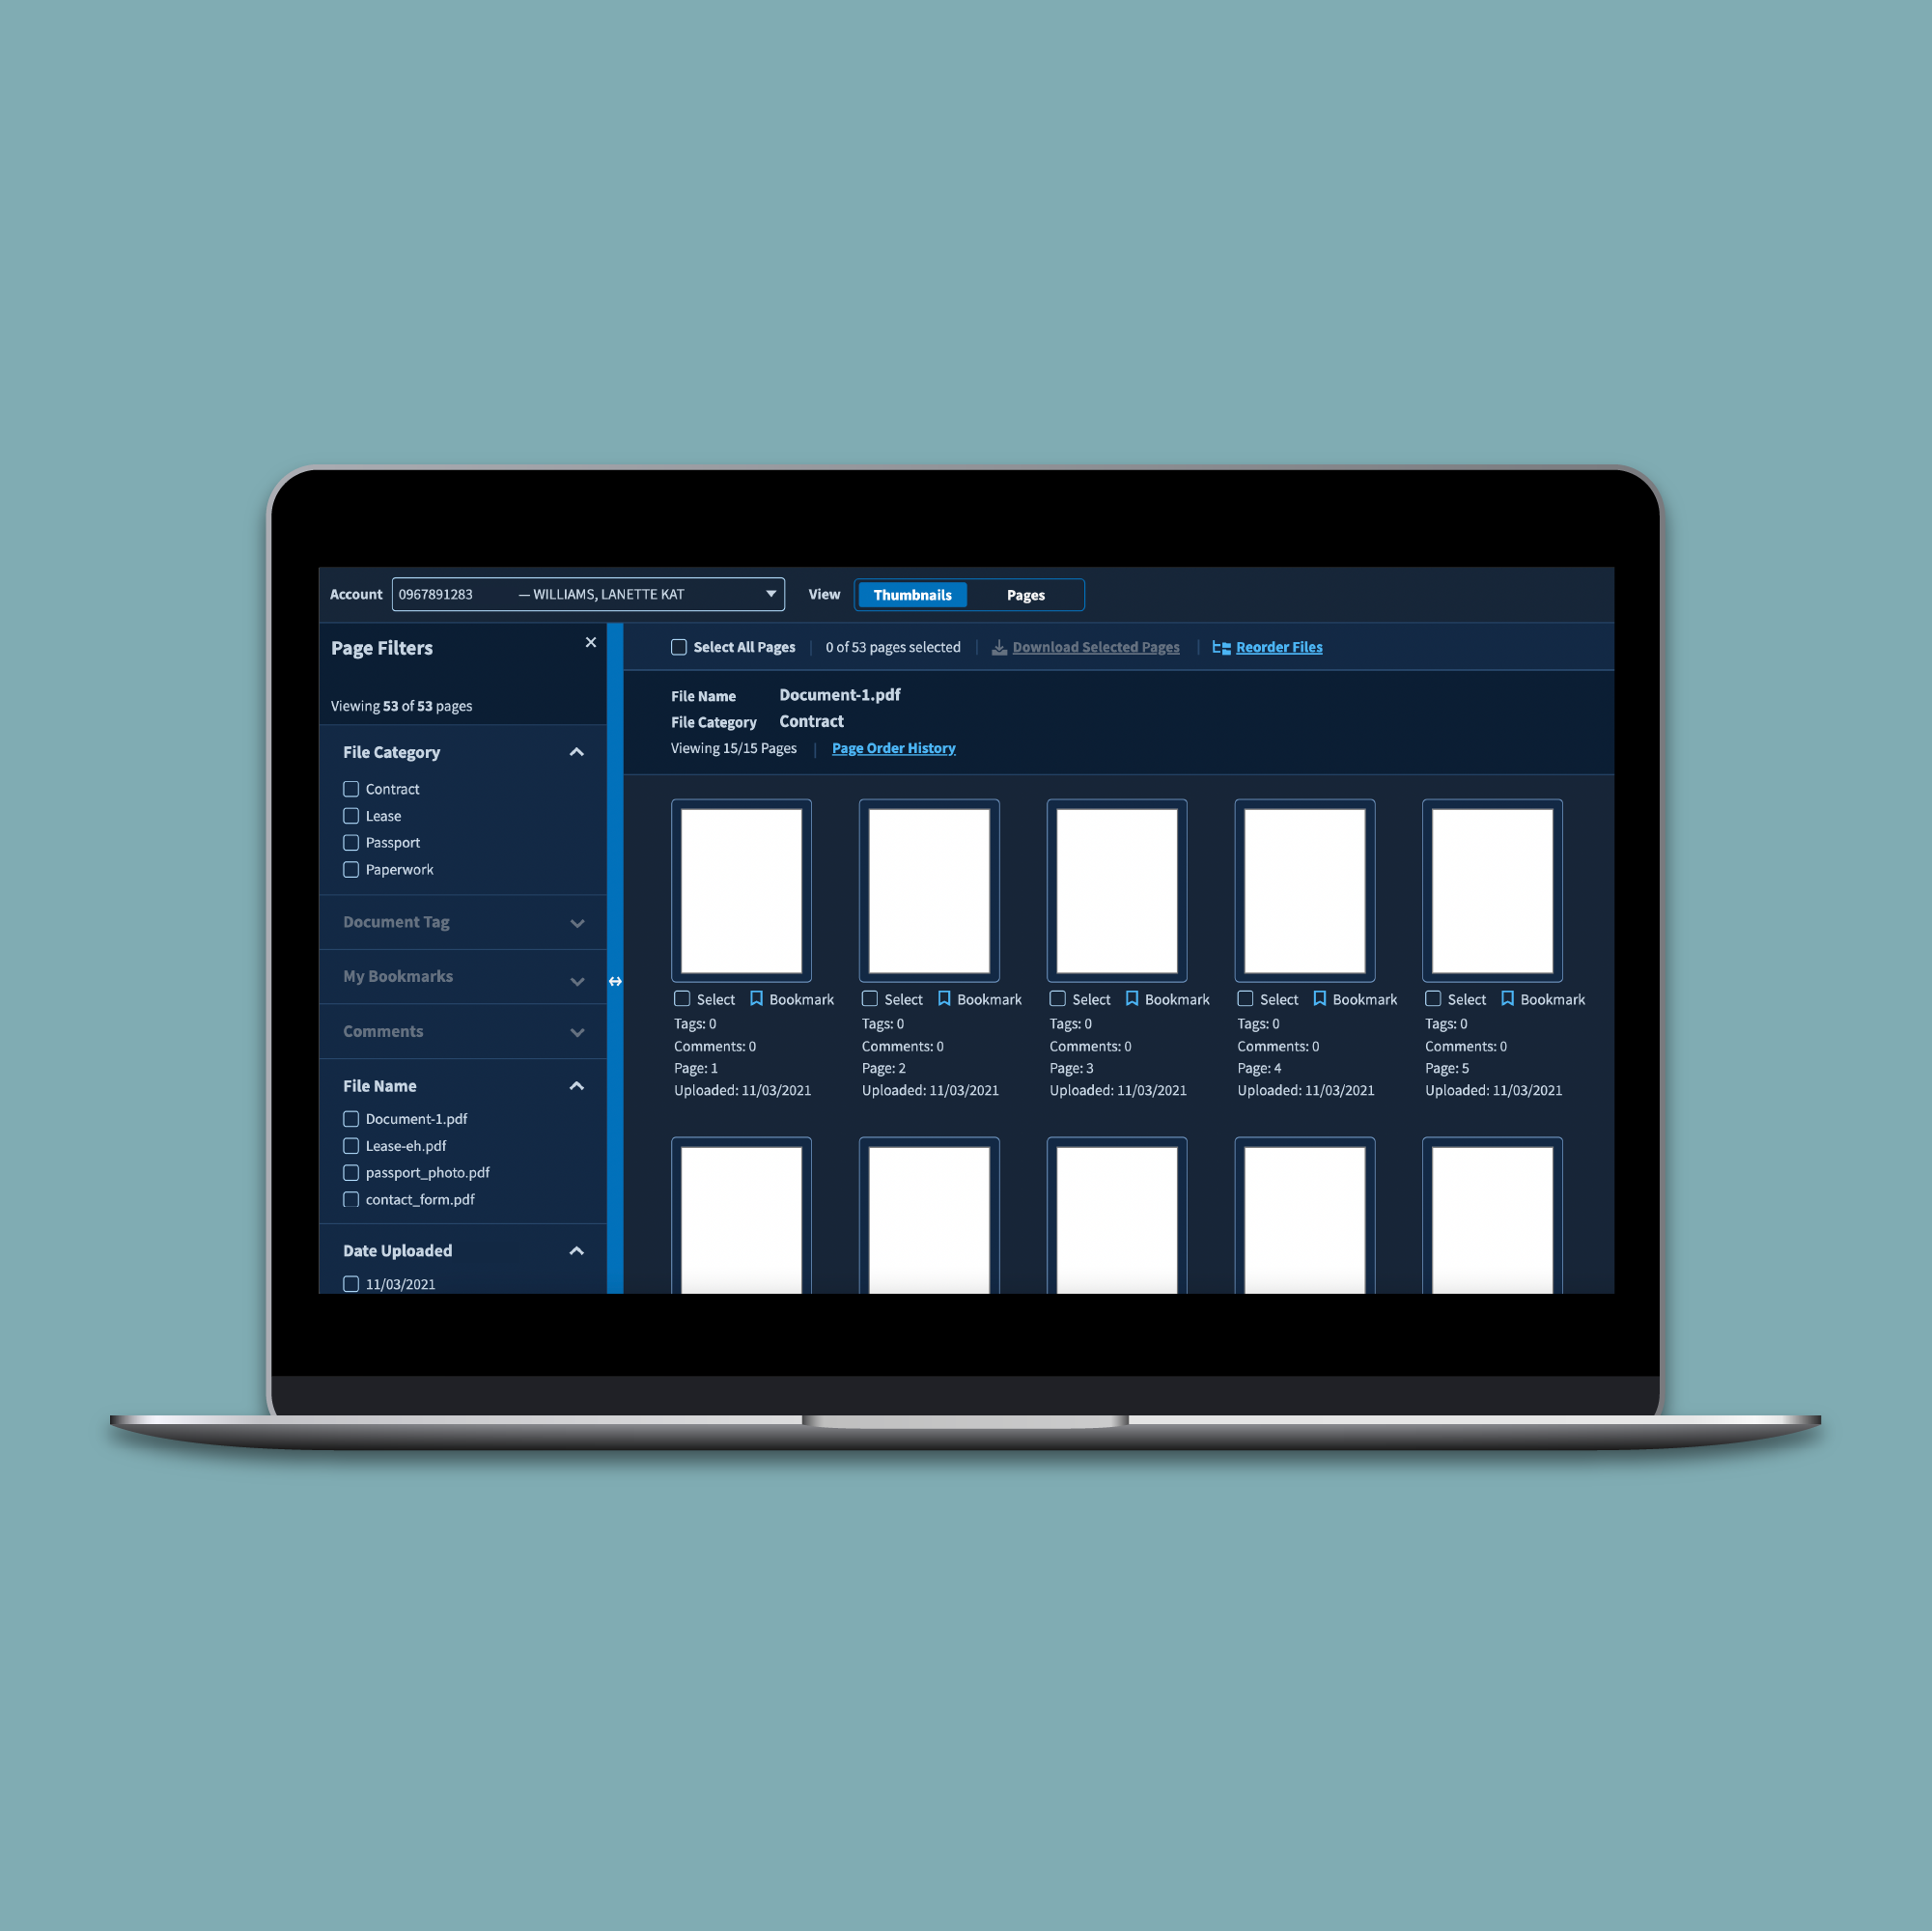 Account 0967891283 — WILLIAMS, LANETTE KAT View Thumbnails Pages
Page Filters
Viewing 53 of 53 pages
File Category
Contract
Lease
Passport
Paperwork
Document Tag
My Bookmarks
Comments
File Name
Document-1.pdf
Lease-eh.pdf
passport_photo.pdf
contact_form.pdf
Date Uploaded
11/03/2021
Select All Pages 0 of 53 pages selected Download Selected Pages Reorder Files
File Name Document-1.pdf
File Category Contract
Viewing 15/15 Pages Page Order History
Select Bookmark Select Bookmark Select Bookmark Select Bookmark Select Bookmark
Tags: 0 Tags: 0 Tags: 0 Tags: 0 Tags: 0
Comments: 0 Comments: 0 Comments: 0 Comments: 0 Comments: 0
Page: 1 Page: 2 Page: 3 Page: 4 Page: 5
Uploaded: 11/03/2021 Uploaded: 11/03/2021 Uploaded: 11/03/2021 Uploaded: 11/03/2021 Uploaded: 11/03/2021